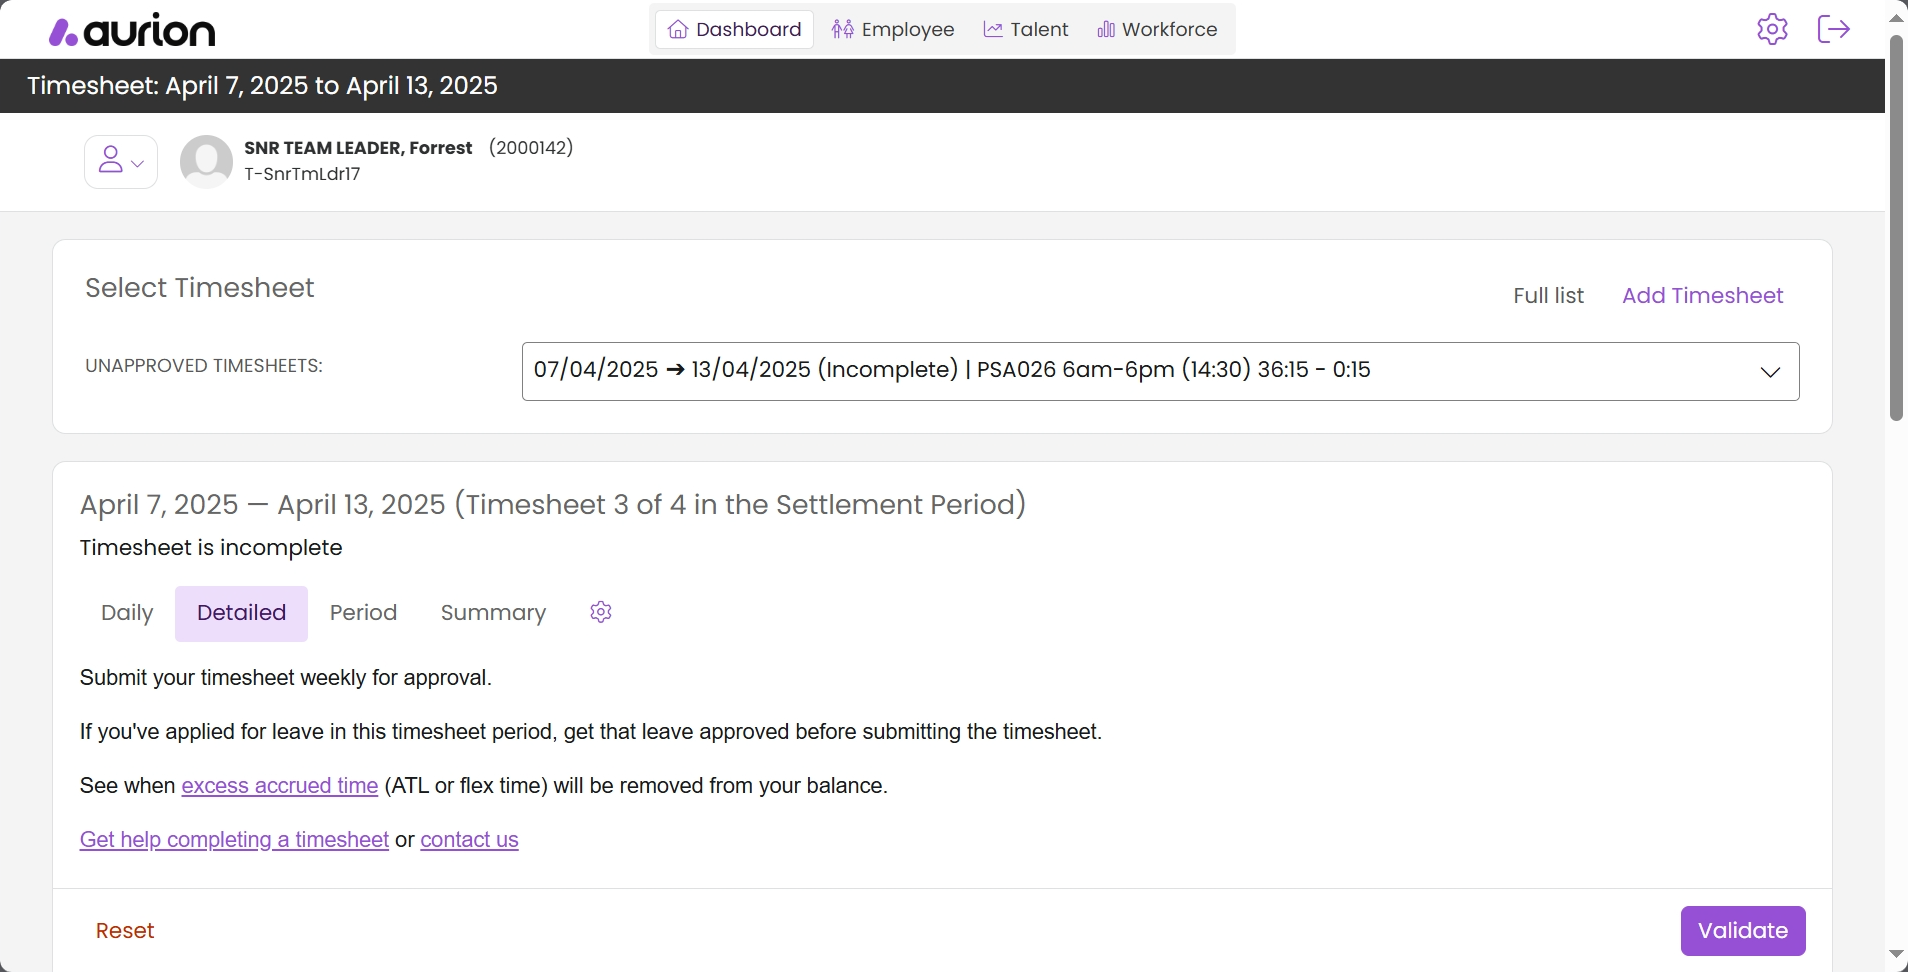 aurion
Dashboard
Employee
Talent
Workforce
Timesheet: April 7, 2025 to April 13, 2025
SNR TEAM LEADER, Forrest (2000142)
T-SnrTmLdr17
Select Timesheet
Full list
Add Timesheet
UNAPPROVED TIMESHEETS:
07/04/2025 ➔ 13/04/2025 (Incomplete) | PSA026 6am-6pm (14:30) 36:15 - 0:15
April 7, 2025 — April 13, 2025 (Timesheet 3 of 4 in the Settlement Period)
Timesheet is incomplete
Daily
Detailed
Period
Summary
Submit your timesheet weekly for approval.
If you've applied for leave in this timesheet period, get that leave approved before submitting the timesheet.
See when excess accrued time (ATL or flex time) will be removed from your balance.
Get help completing a timesheet or contact us
Reset
Validate